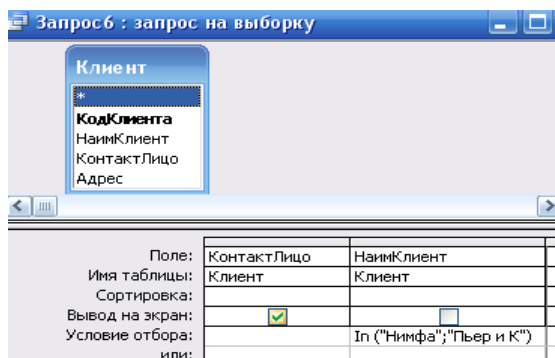 Запрос6 : запрос на выборку
Клиент
*
КодКлиента
НаимКлиент
КонтактЛицо
Адрес
Поле: КонтактЛицо НаимКлиент
Имя таблицы: Клиент Клиент
Сортировка:
Вывод на экран:
Условие отбора: In ("Нимфа";"Пьер и К")
или: